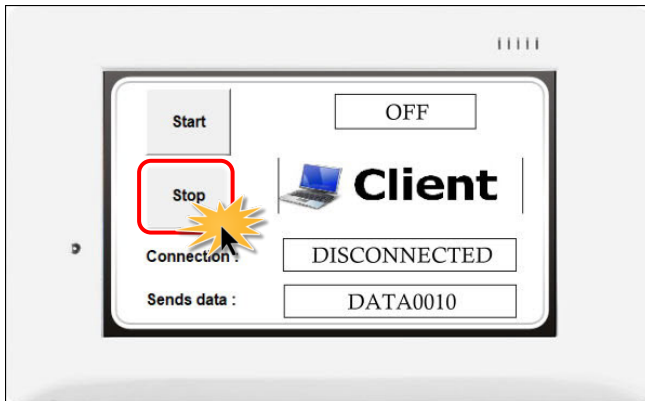 Start
OFF
Stop
Client
Connection :
DISCONNECTED
Sends data :
DATA0010